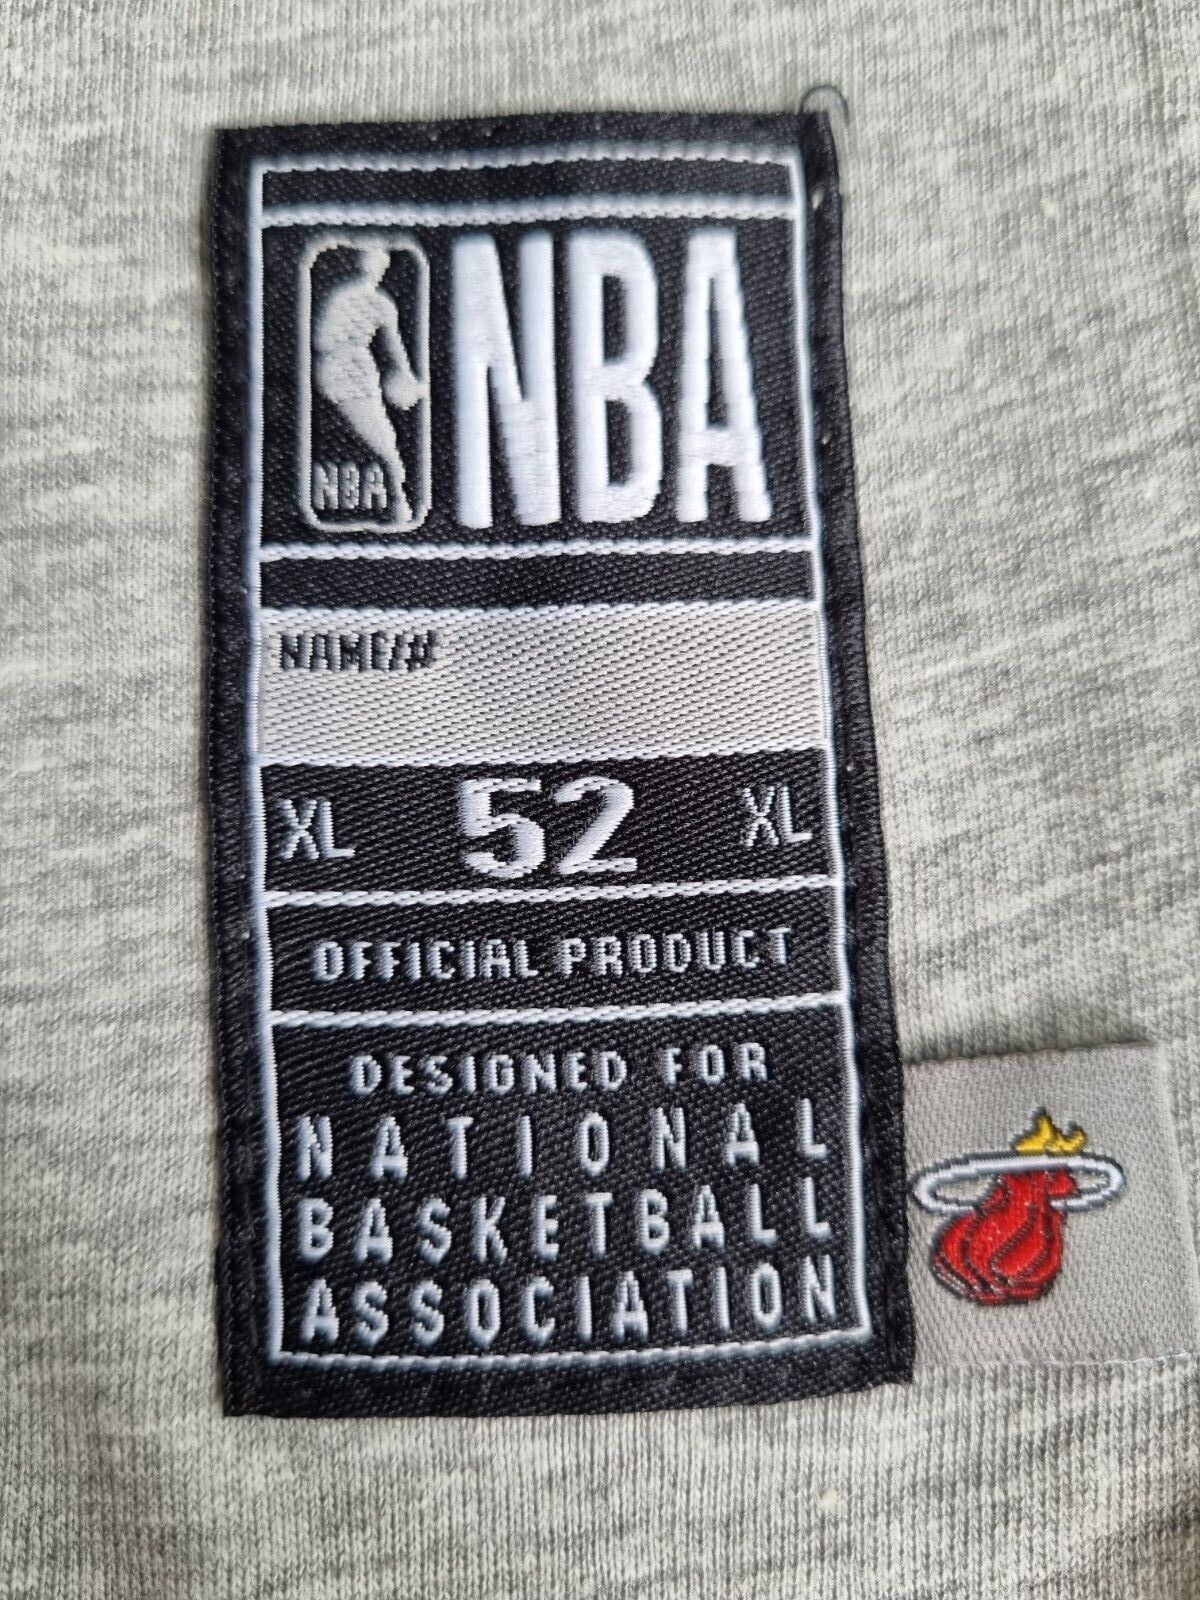 NBA
NBA
NAME/#
XL 52 XL
OFFICIAL PRODUCT
DESIGNED FOR
NATIONAL
BASKETBALL
ASSOCIATION